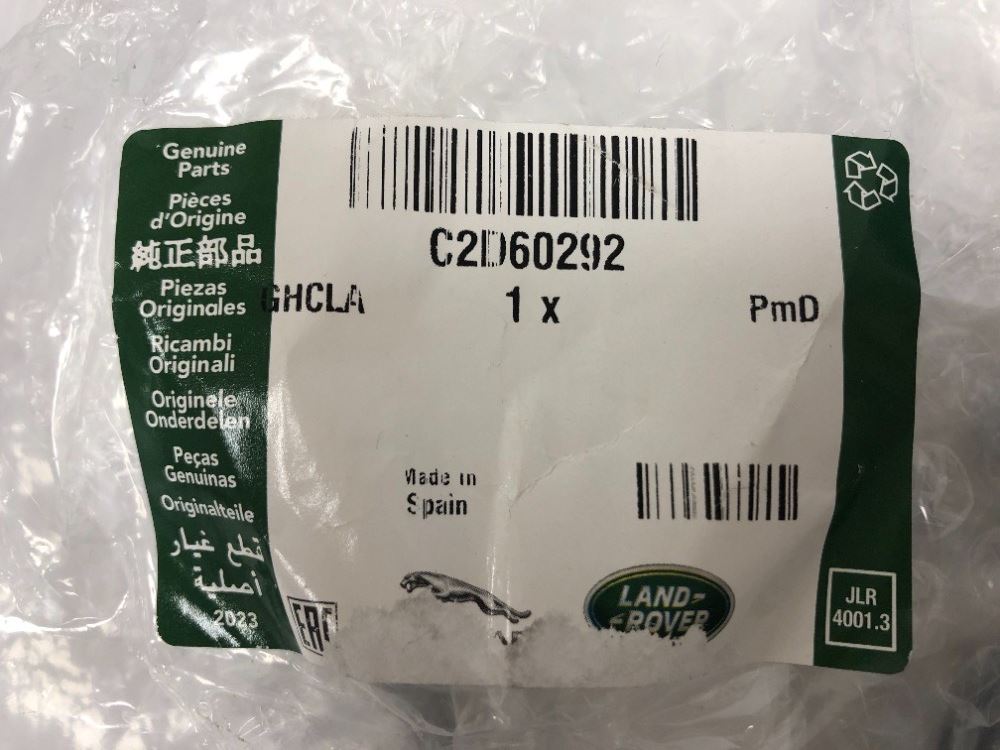 Genuine
Parts
Pièces
d'Origine
純正部品
Piezas
Originales
Ricambi
Originali
Originele
Onderdelen
Peças
Genuinas
Originalteile
قطع غيار
أصلية
2023
C2D60292
GHCLA 1 x PmD
Made in
Spain
EAC
LAND-
-ROVER
JLR
4001.3